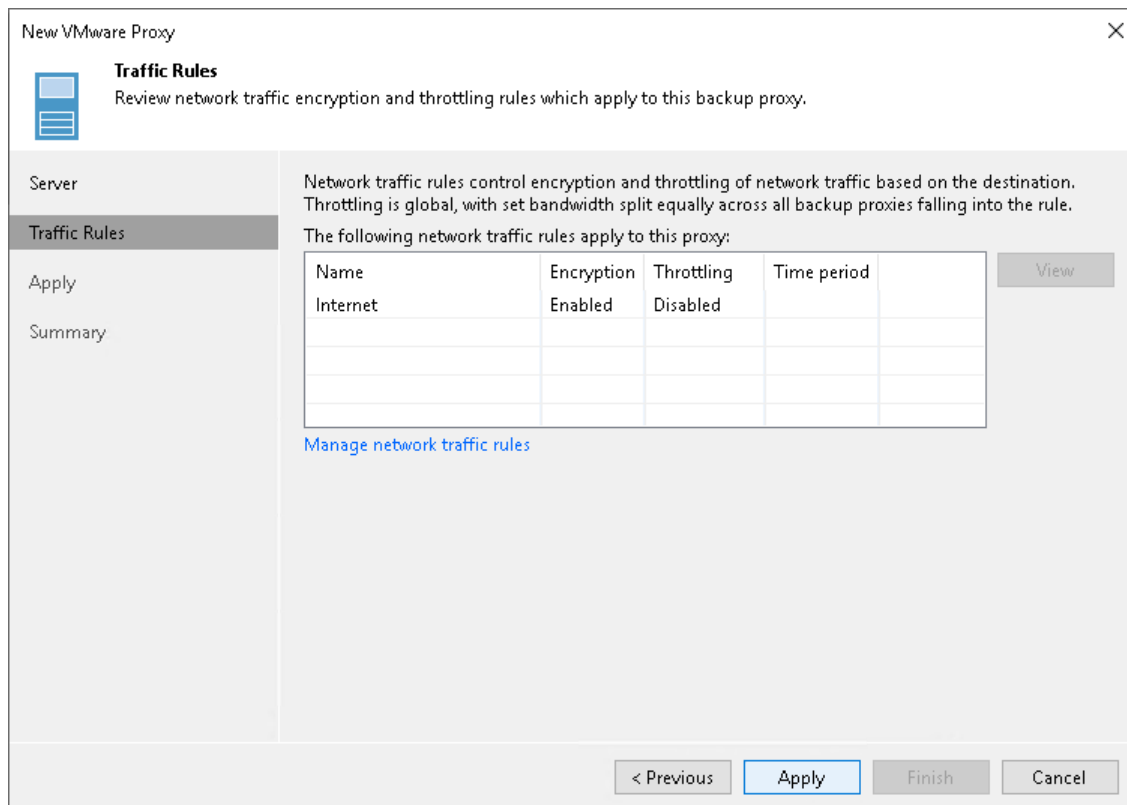 New VMware Proxy
Traffic Rules
Review network traffic encryption and throttling rules which apply to this backup proxy.
Server
Traffic Rules
Apply
Summary
Network traffic rules control encryption and throttling of network traffic based on the destination.
Throttling is global, with set bandwidth split equally across all backup proxies falling into the rule.
The following network traffic rules apply to this proxy:
Name Encryption Throttling Time period
Internet Enabled Disabled
View
Manage network traffic rules
< Previous Apply Finish Cancel